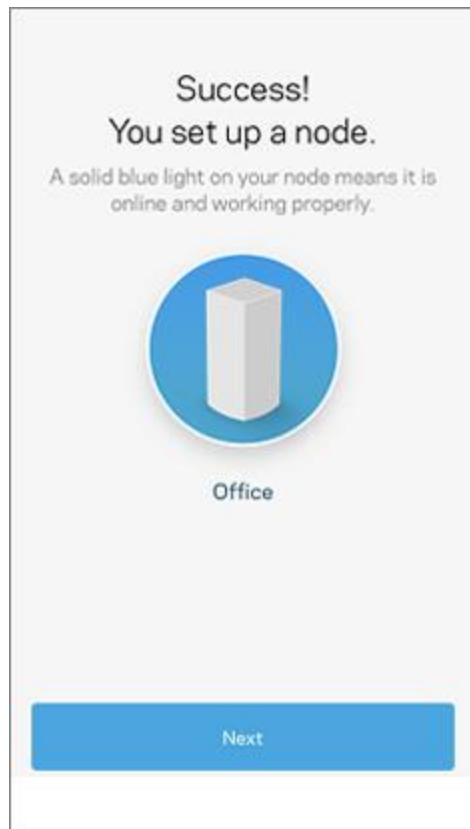 Success!
You set up a node.
A solid blue light on your node means it is
online and working properly.
Office
Next